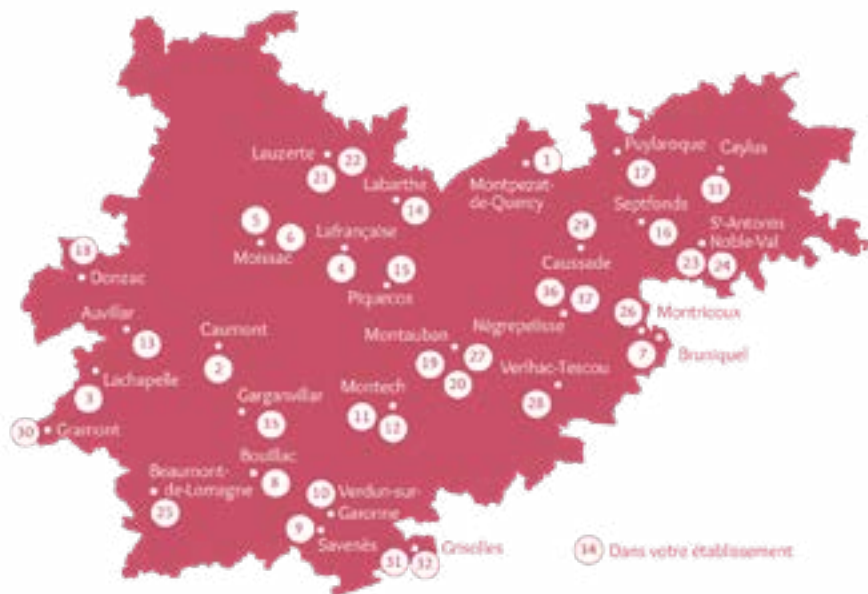 Lauzerte
22
21
Labarthe
14
1
Montpezat-
de-Quercy
Puylaroque
17
Caylus
33
Septfonds
16
St-Antonin
Noble-Val
23
24
5
6
Moissac
Lafrançaise
4
15
Piquecos
29
Caussade
18
Donzac
Auvillar
13
Caumont
2
36
37
Nègrepelisse
26
Montricoux
7
Bruniquel
Montauban
19
27
20
Verlhac-Tescou
28
Lachapelle
3
30
Gramont
Garganvillar
35
Montech
11
12
Bouillac
8
Beaumont-
de-Lomagne
25
10
Verdun-sur-
Garonne
9
Savenès
Grisolles
31
32
34
Dans votre établissement